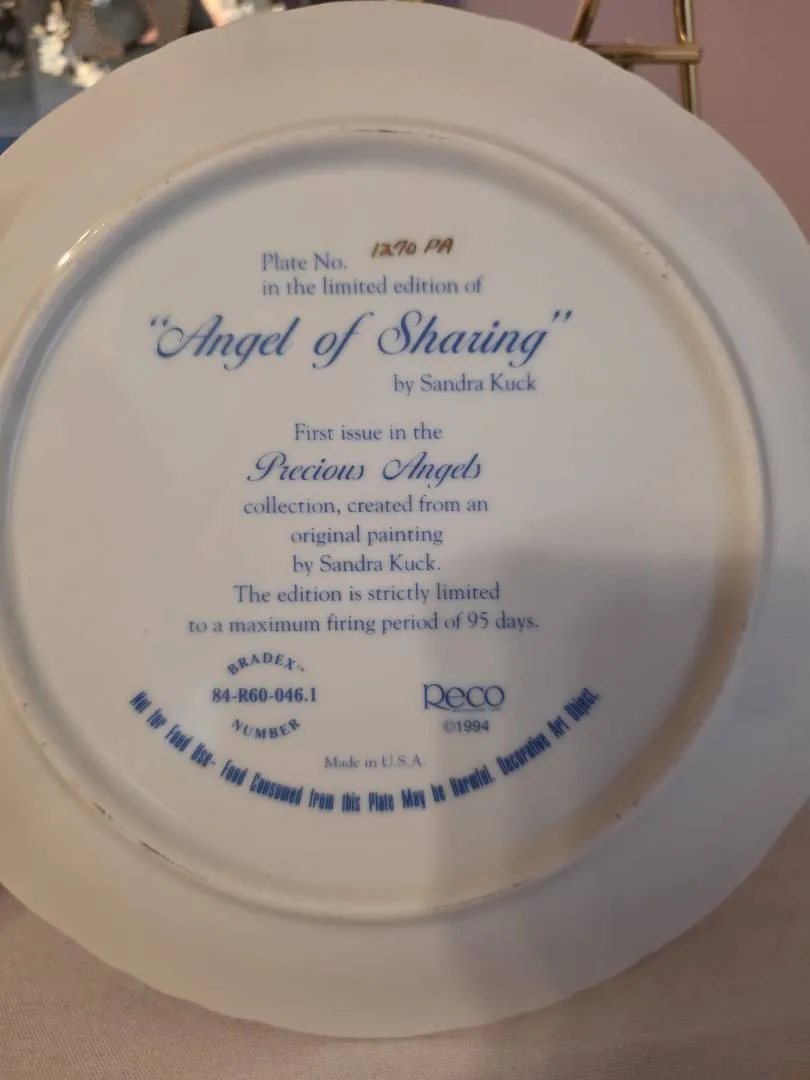 Plate No. 1270 PA
in the limited edition of
“Angel of Sharing”
by Sandra Kuck
First issue in the
Precious Angels
collection, created from an
original painting
by Sandra Kuck.
The edition is strictly limited
to a maximum firing period of 95 days.
BRADEX™
84-R60-046.1
NUMBER
Reco
©1994
Made in U.S.A.
Not for Food Use- Food Consumed from this Plate May be Harmful. Decorative Art Object.